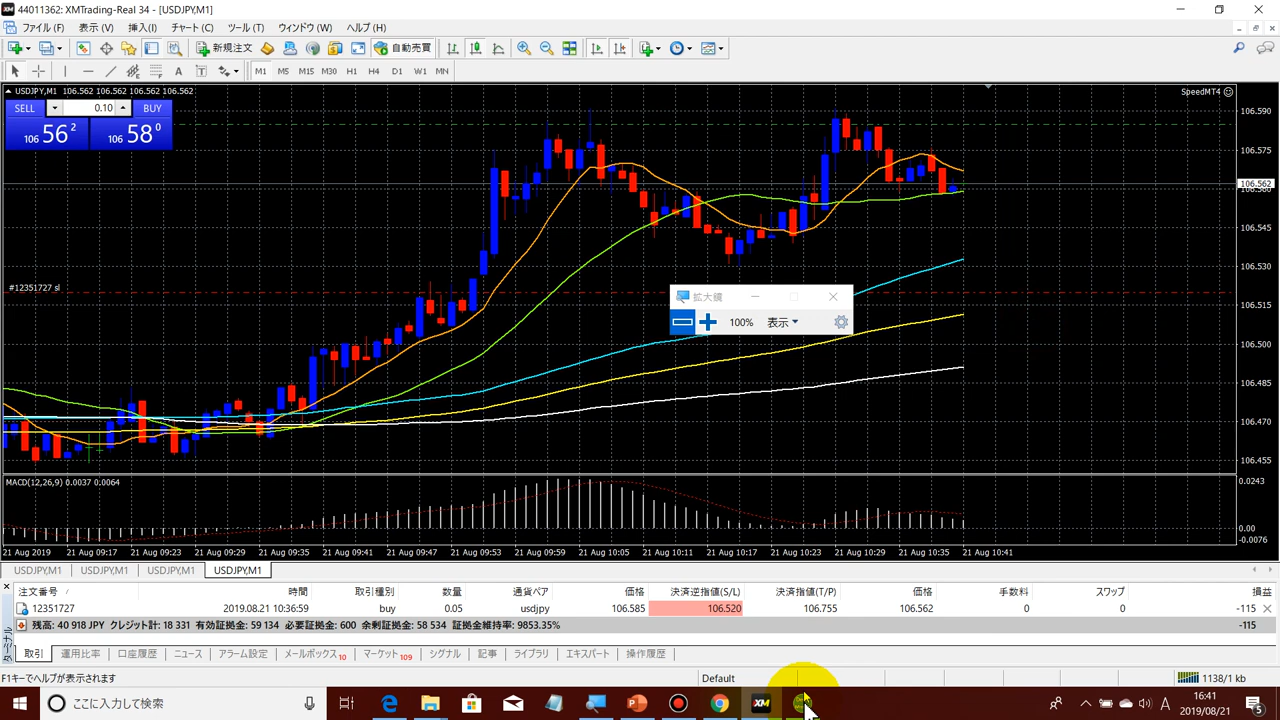 44011362: XMTrading-Real 34 - [USDJPY,M1]
ファイル (F) 表示 (V) 挿入(I) チャート (C) ツール (T) ウィンドウ (W) ヘルプ (H)
新規注文 自動売買
A T M1 M5 M15 M30 H1 H4 D1 W1 MN
USDJPY,M1 106.562 106.562 106.562 106.562 SpeedMT4
SELL 0.10 BUY
106 56 2 106 58 0
106.590
106.575
106.562
106.545
106.530
#12351727 sl
106.515
106.500
106.485
106.470
106.455
拡大鏡
100% 表示
MACD(12,26,9) 0.0037 0.0064
0.0243
0.00
-0.0076
21 Aug 2019 21 Aug 09:17 21 Aug 09:23 21 Aug 09:29 21 Aug 09:35 21 Aug 09:41 21 Aug 09:47 21 Aug 09:53 21 Aug 09:59 21 Aug 10:05 21 Aug 10:11 21 Aug 10:17 21 Aug 10:23 21 Aug 10:29 21 Aug 10:35 21 Aug 10:41
USDJPY,M1 USDJPY,M1 USDJPY,M1 USDJPY,M1
注文番号 時間 取引種別 数量 通貨ペア 価格 決済逆指値(S/L) 決済指値(T/P) 価格 手数料 スワップ 損益
12351727 2019.08.21 10:36:59 buy 0.05 usdjpy 106.585 106.520 106.755 106.562 0 0 -115
残高: 40 918 JPY クレジット計: 18 331 有効証拠金: 59 134 必要証拠金: 600 余剰証拠金: 58 534 証拠金維持率: 9853.35% -115
ターミナル
取引 運用比率 口座履歴 ニュース アラーム設定 メールボックス 10 マーケット 109 シグナル 記事 ライブラリ エキスパート 操作履歴
F1キーでヘルプが表示されます Default 1138/1 kb
ここに入力して検索 XM A 16:41
2019/08/21 5